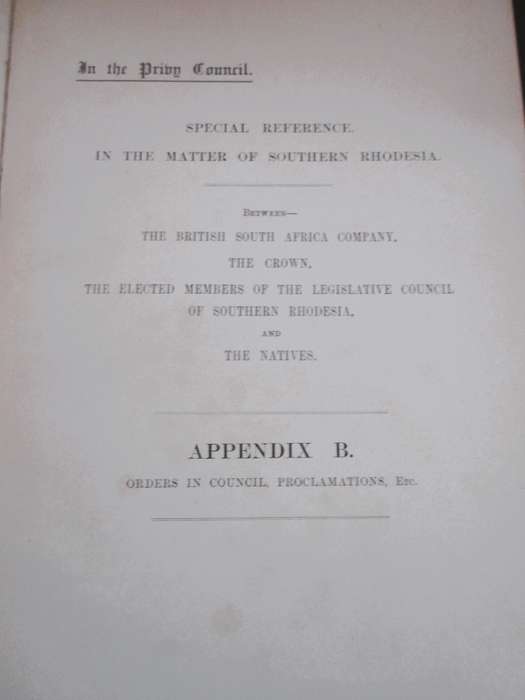 In the Privy Council.
SPECIAL REFERENCE.
IN THE MATTER OF SOUTHERN RHODESIA.
BETWEEN—
THE BRITISH SOUTH AFRICA COMPANY,
THE CROWN,
THE ELECTED MEMBERS OF THE LEGISLATIVE COUNCIL
OF SOUTHERN RHODESIA,
AND
THE NATIVES.
APPENDIX B.
ORDERS IN COUNCIL, PROCLAMATIONS, ETC.